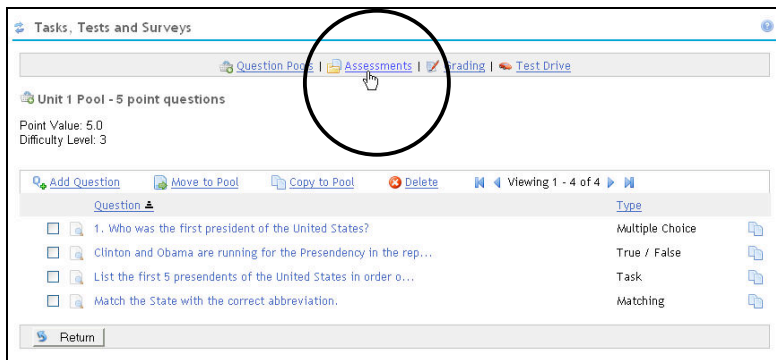 Tasks, Tests and Surveys
Question Pools | Assessments | Grading | Test Drive
Unit 1 Pool - 5 point questions
Point Value: 5.0
Difficulty Level: 3
Add Question Move to Pool Copy to Pool Delete Viewing 1 - 4 of 4
Question Type
1. Who was the first president of the United States? Multiple Choice
Clinton and Obama are running for the Presendency in the rep... True / False
List the first 5 presendents of the United States in order o... Task
Match the State with the correct abbreviation. Matching
Return